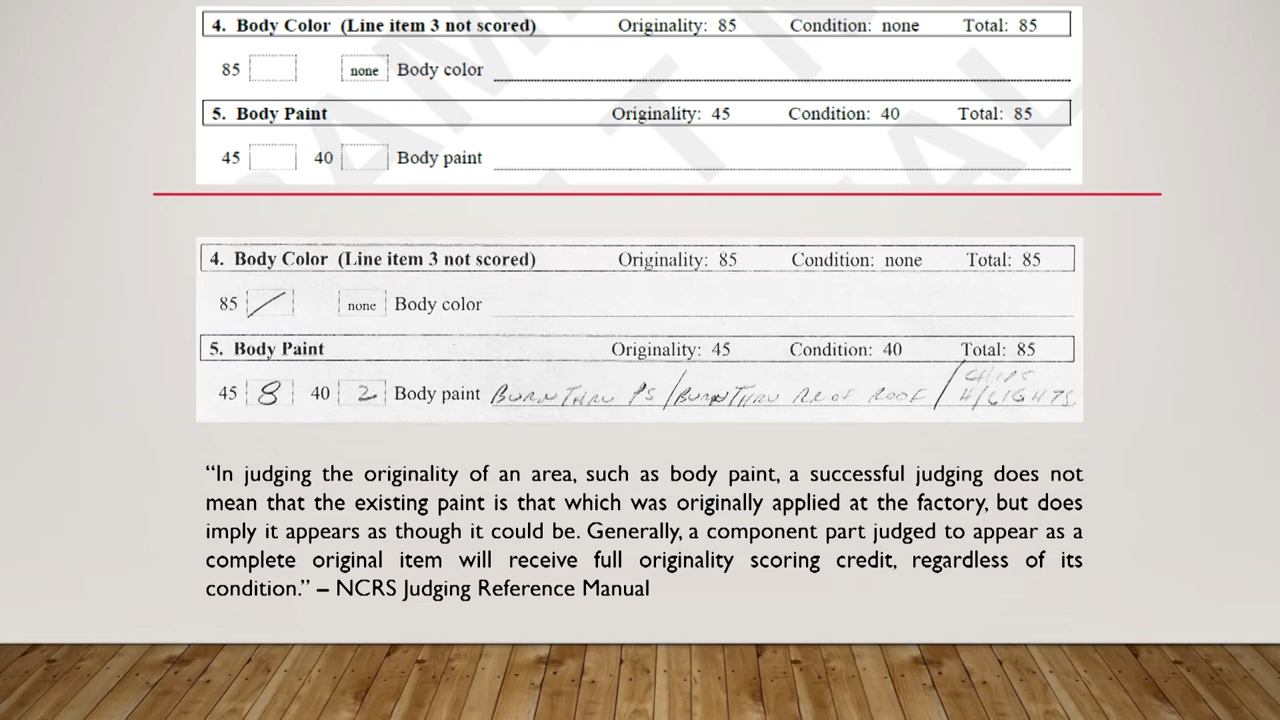 4. Body Color (Line item 3 not scored) Originality: 85 Condition: none Total: 85
85 none Body color
5. Body Paint Originality: 45 Condition: 40 Total: 85
45 40 Body paint
4. Body Color (Line item 3 not scored) Originality: 85 Condition: none Total: 85
85 / none Body color
5. Body Paint Originality: 45 Condition: 40 Total: 85
CHIPS
45 8 40 2 Body paint BURN THRU PS / BURN THRU RR OF ROOF / H/LIGHTS
“In judging the originality of an area, such as body paint, a successful judging does not
mean that the existing paint is that which was originally applied at the factory, but does
imply it appears as though it could be. Generally, a component part judged to appear as a
complete original item will receive full originality scoring credit, regardless of its
condition.” – NCRS Judging Reference Manual